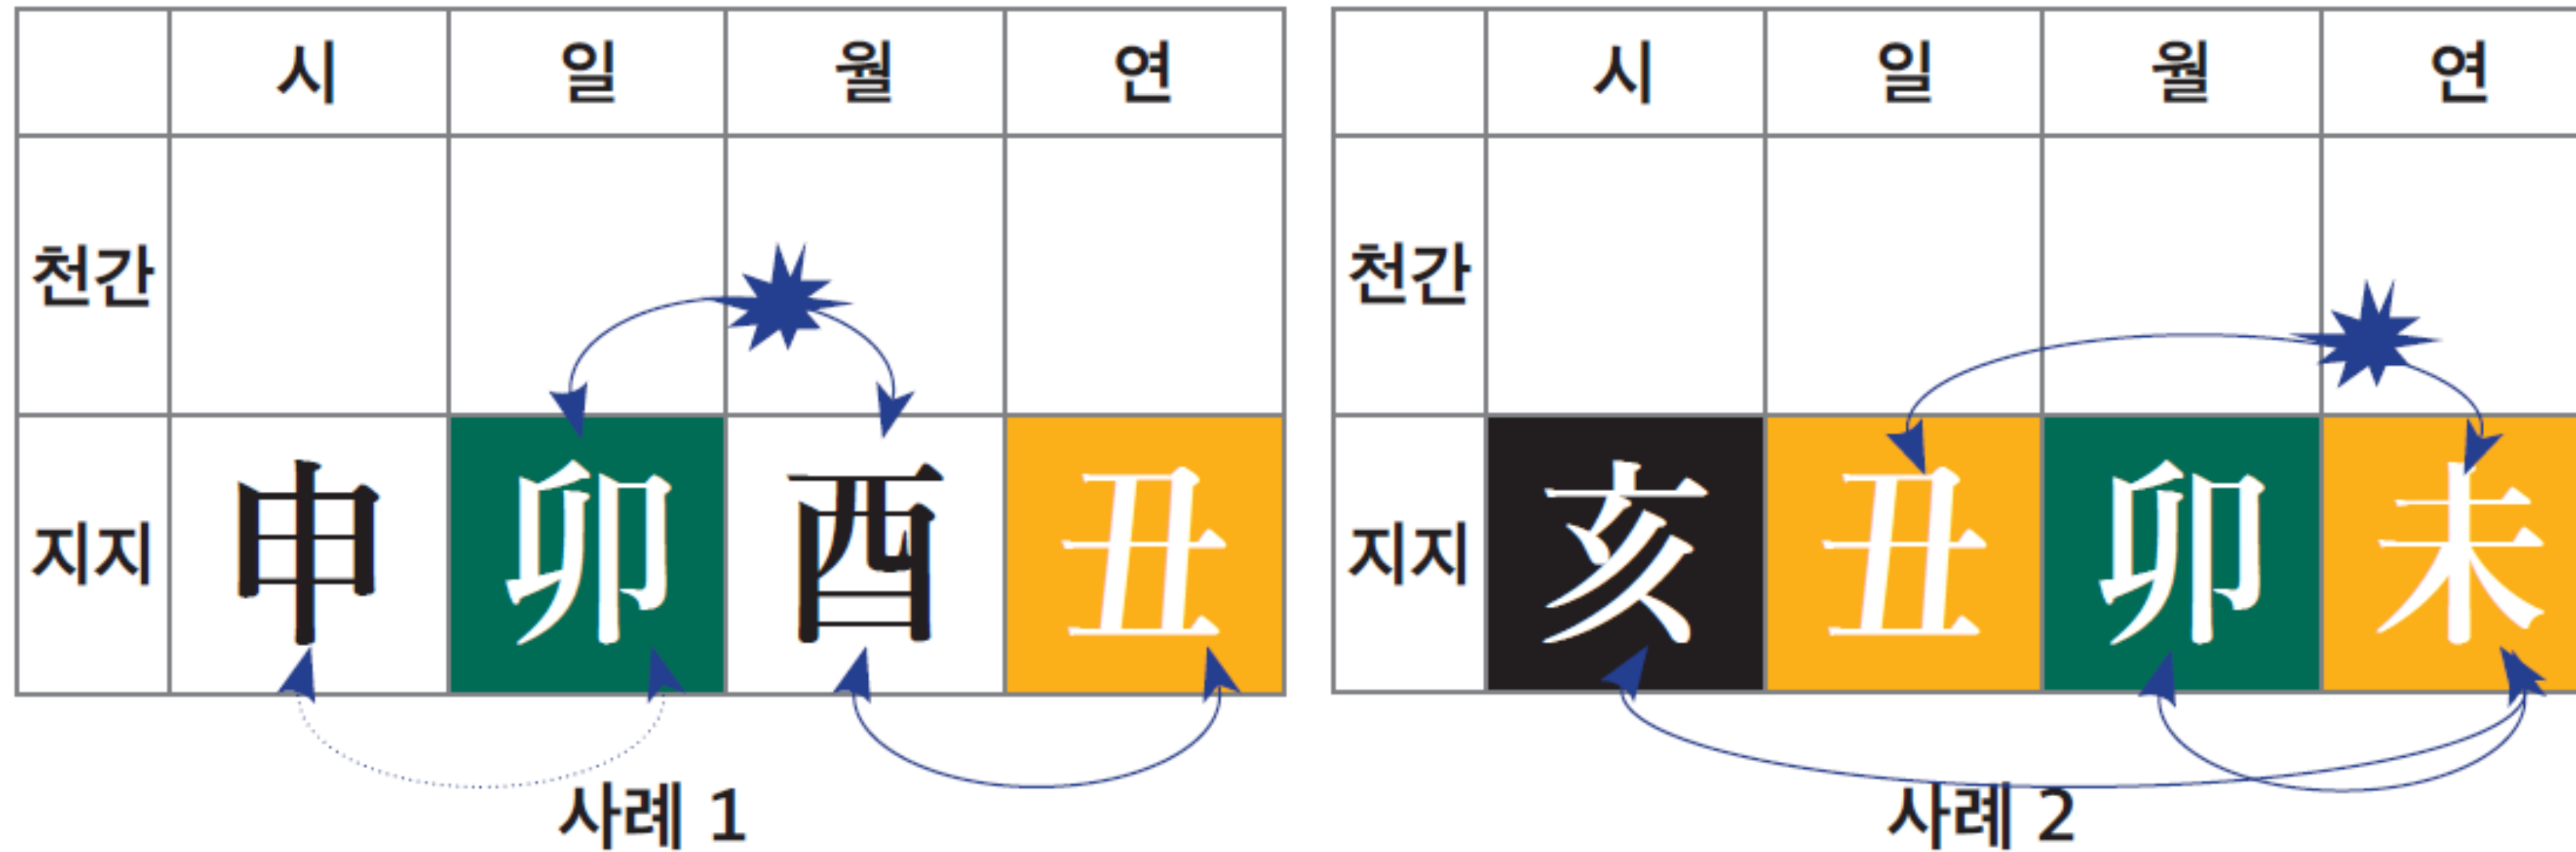 시 일 월 연
천간
지지 申 卯 酉 丑
사례 1
시 일 월 연
천간
지지 亥 丑 卯 未
사례 2